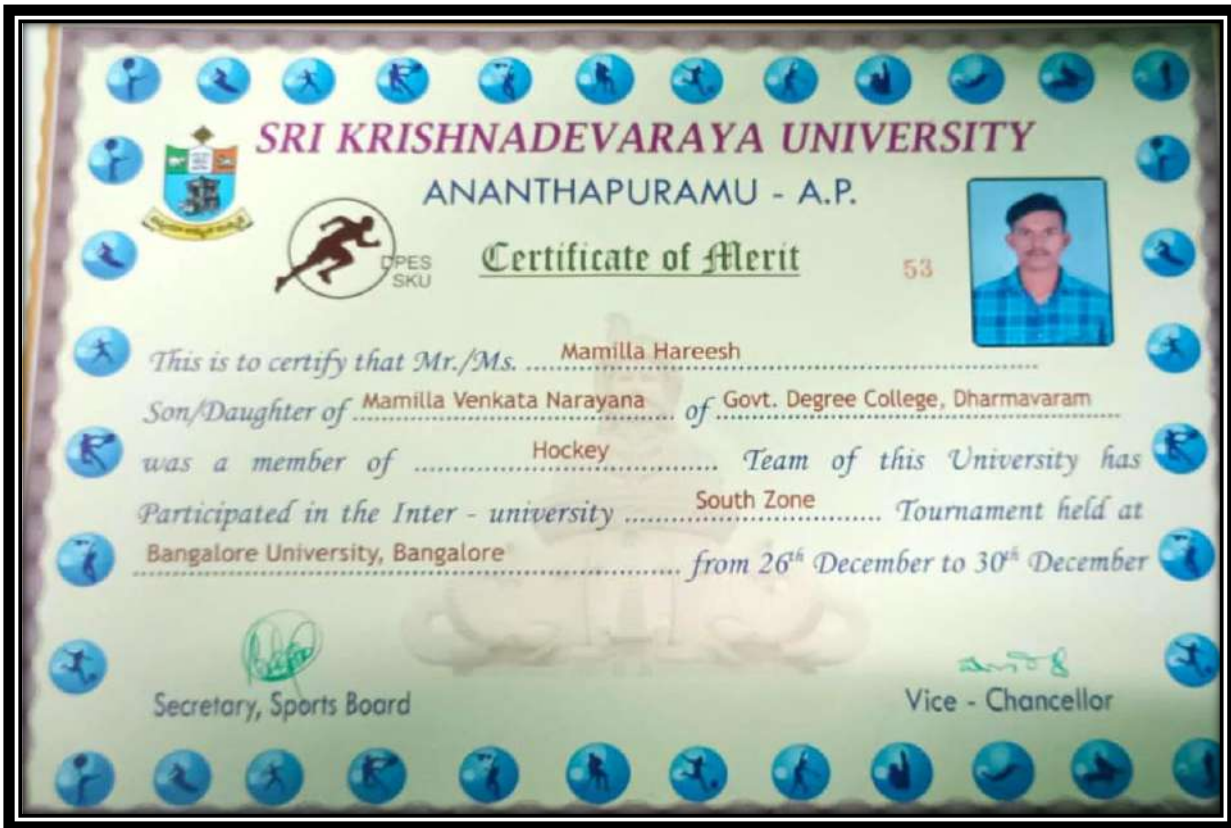 SRI KRISHNADEVARAYA UNIVERSITY
ANANTHAPURAMU - A.P.
DPES
SKU
Certificate of Merit
53
This is to certify that Mr./Ms. Mamilla Hareesh
Son/Daughter of Mamilla Venkata Narayana of Govt. Degree College, Dharmavaram
was a member of Hockey Team of this University has
Participated in the Inter - university South Zone Tournament held at
Bangalore University, Bangalore from 26th December to 30th December
Secretary, Sports Board
Vice - Chancellor